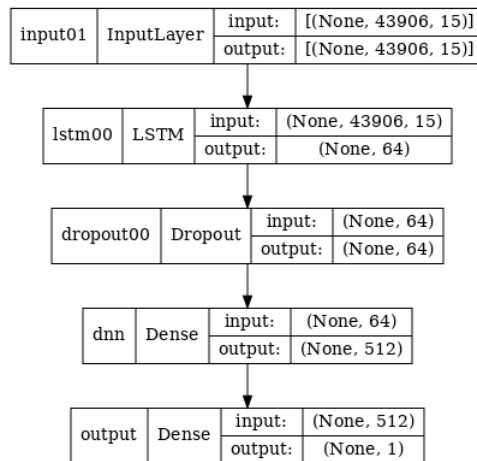 input01 InputLayer input: [(None, 43906, 15)]
output: [(None, 43906, 15)]
lstm00 LSTM input: (None, 43906, 15)
output: (None, 64)
dropout00 Dropout input: (None, 64)
output: (None, 64)
dnn Dense input: (None, 64)
output: (None, 512)
output Dense input: (None, 512)
output: (None, 1)